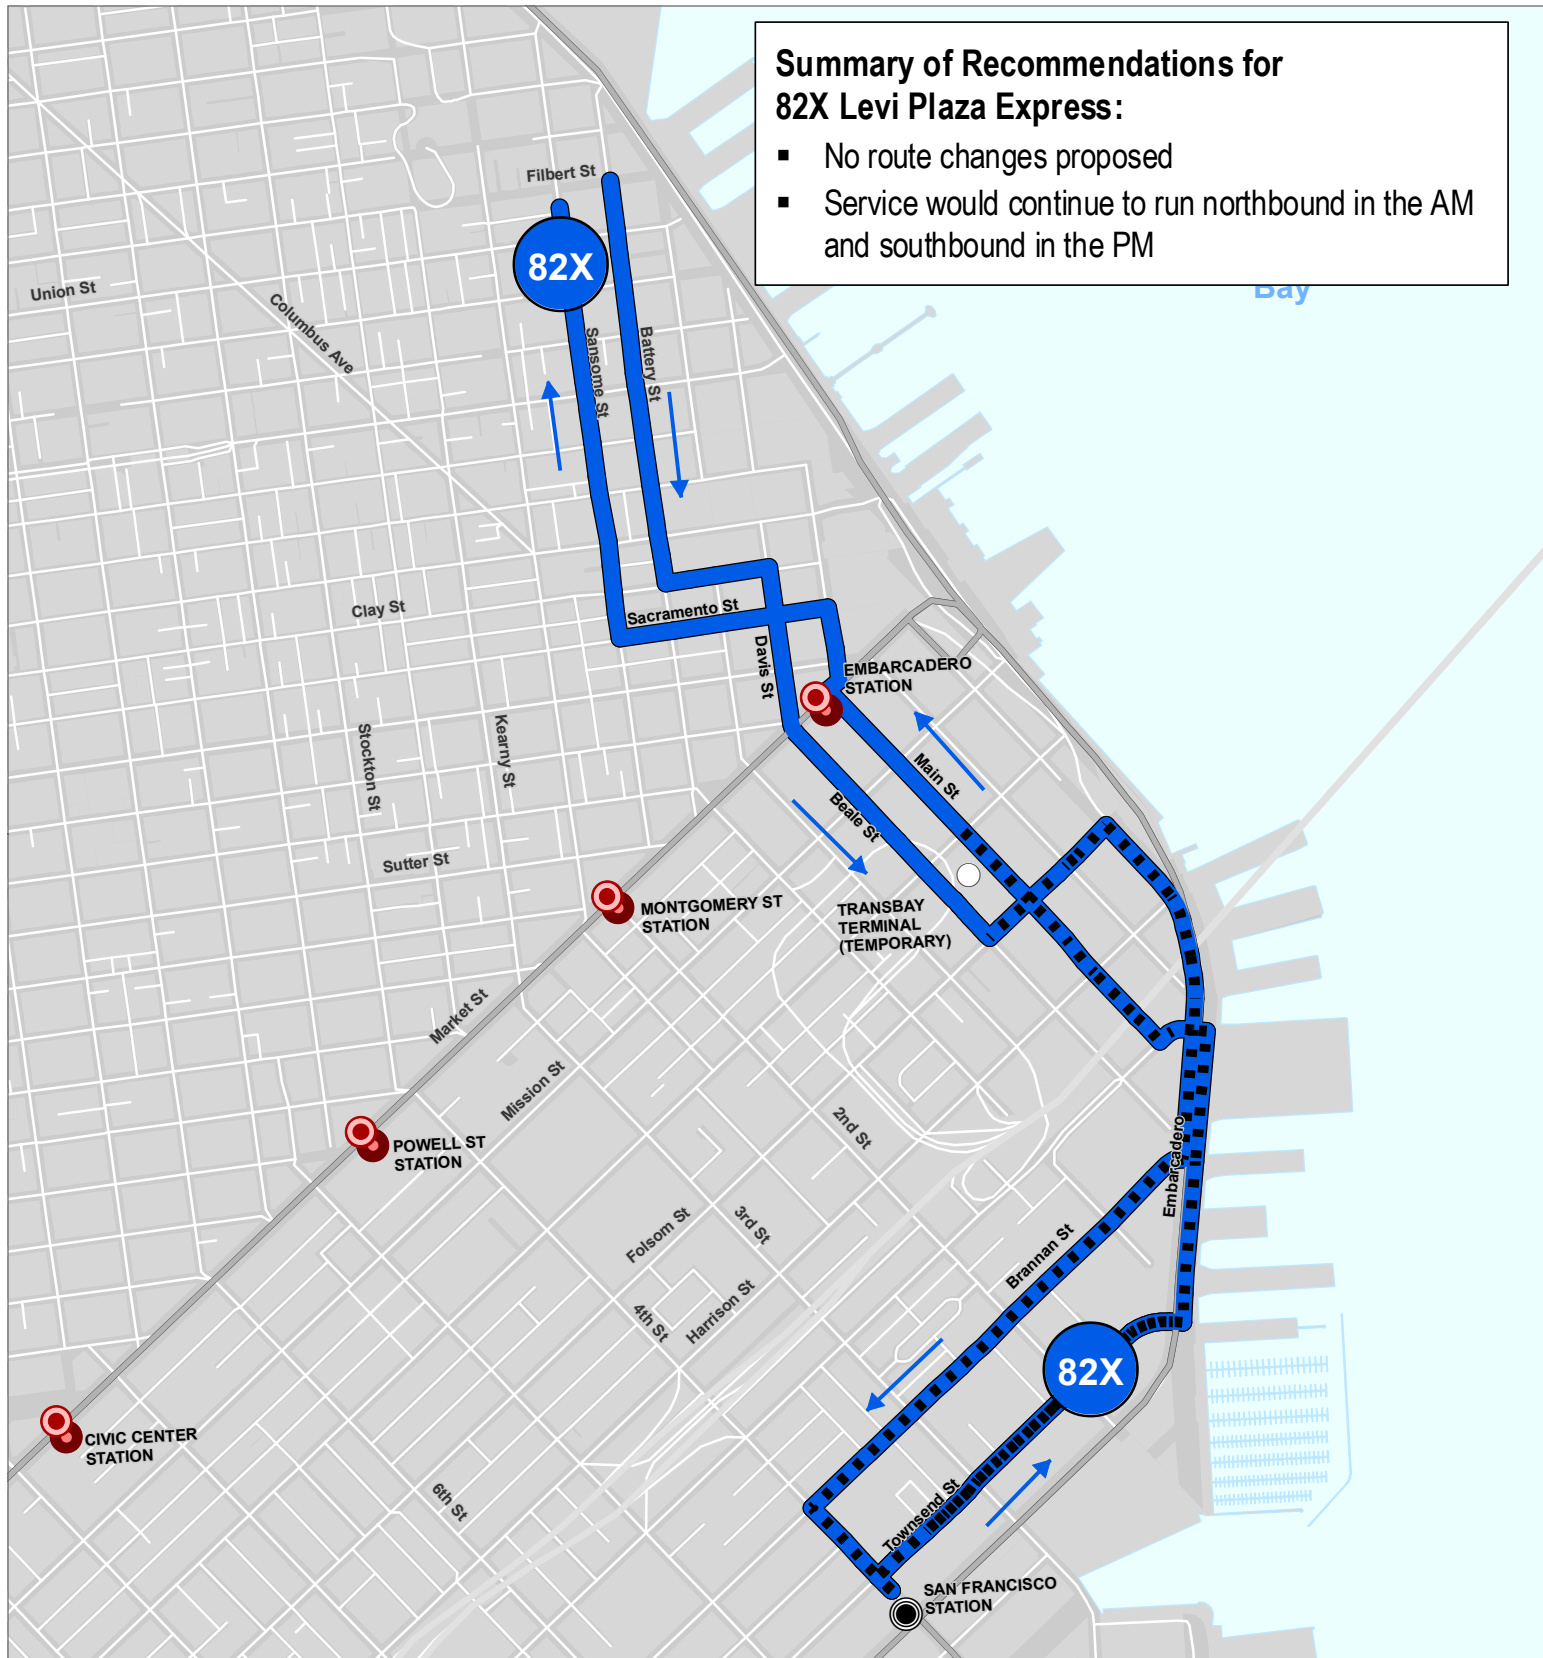 Summary of Recommendations for
82X Levi Plaza Express:
▪ No route changes proposed
▪ Service would continue to run northbound in the AM
and southbound in the PM
Bay
Filbert St
82X
Union St
Columbus Ave
Sansome St
Battery St
Clay St
Sacramento St
Davis St
EMBARCADERO
STATION
Stockton St
Kearny St
Main St
Beale St
Sutter St
MONTGOMERY ST
STATION
TRANSBAY
TERMINAL
(TEMPORARY)
Market St
Mission St
2nd St
POWELL ST
STATION
Embarcadero
Folsom St
3rd St
Brannan St
4th St
Harrison St
82X
CIVIC CENTER
STATION
6th St
Townsend St
SAN FRANCISCO
STATION